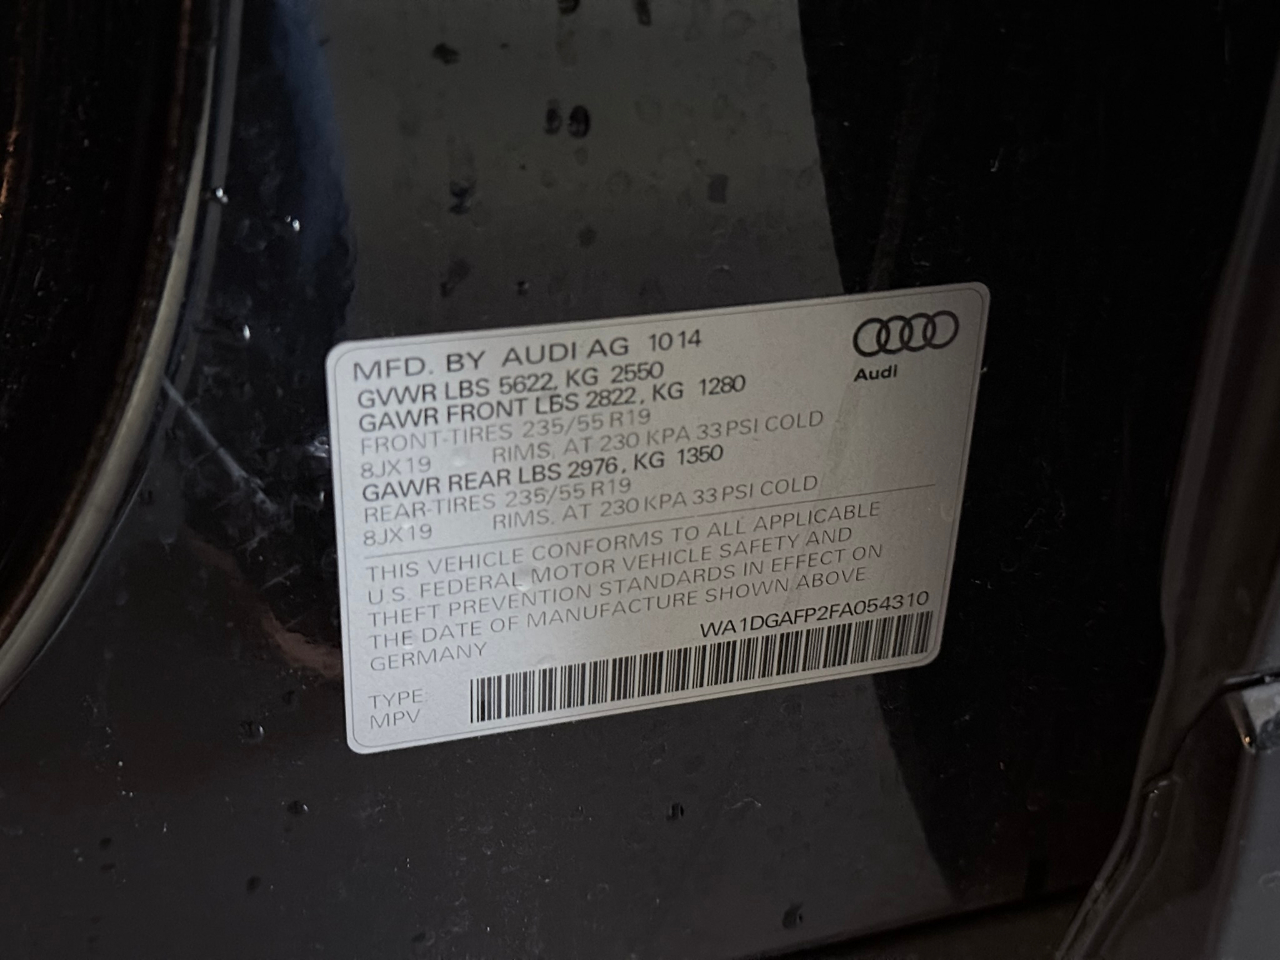 MFD. BY AUDI AG 1014
GVWR LBS 5622, KG 2550
GAWR FRONT LBS 2822, KG 1280
FRONT-TIRES 235/55 R19
8JX19 RIMS, AT 230 KPA 33 PSI COLD
GAWR REAR LBS 2976, KG 1350
REAR-TIRES 235/55 R19
8JX19 RIMS, AT 230 KPA 33 PSI COLD
Audi
THIS VEHICLE CONFORMS TO ALL APPLICABLE
U.S. FEDERAL MOTOR VEHICLE SAFETY AND
THEFT PREVENTION STANDARDS IN EFFECT ON
THE DATE OF MANUFACTURE SHOWN ABOVE
GERMANY WA1DGAFP2FA054310
TYPE:
MPV